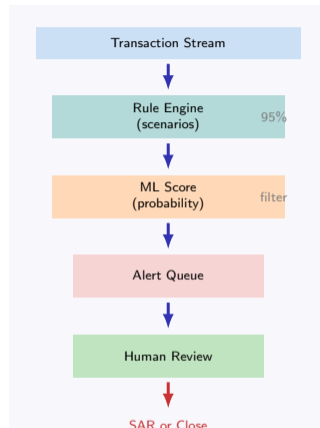 Transaction Stream
Rule Engine
(scenarios)
95%
ML Score
(probability)
filter
Alert Queue
Human Review
SAR or Close